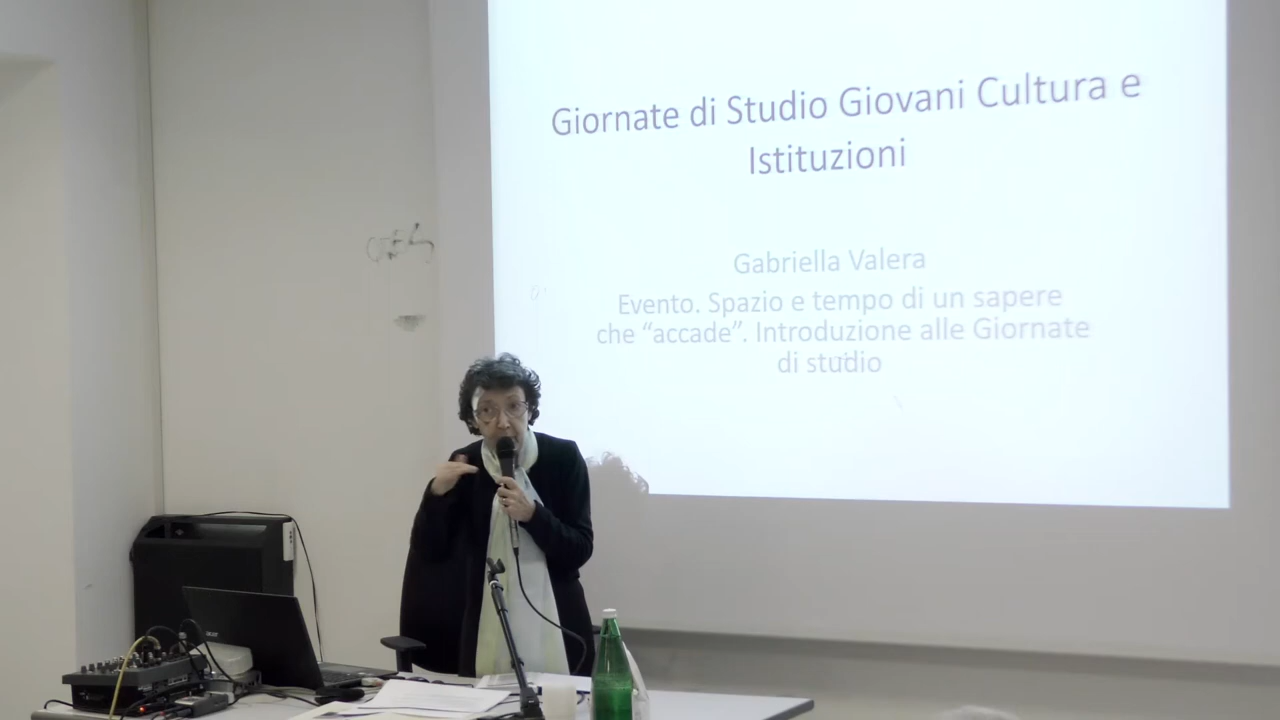 Giornate di Studio Giovani Cultura e
Istituzioni
Gabriella Valera
Evento. Spazio e tempo di un sapere
che “accade”. Introduzione alle Giornate
di studio
acer